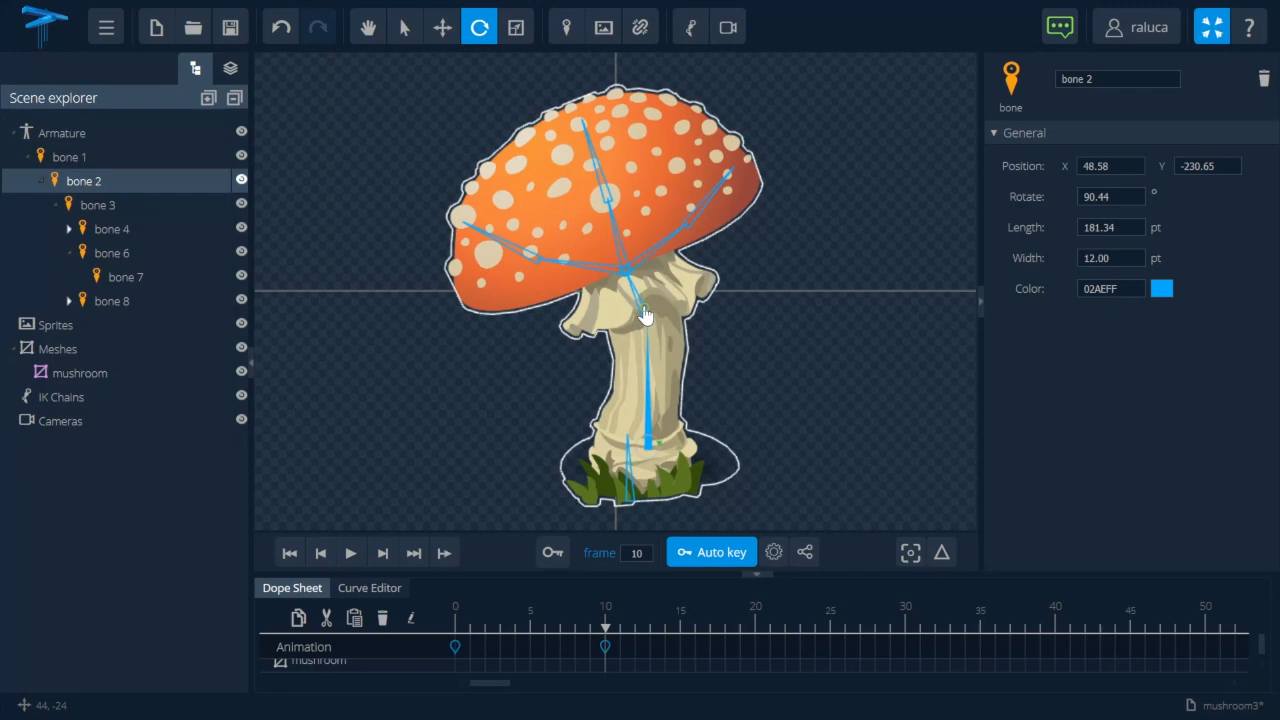 raluca
?
Scene explorer
Armature
bone 1
bone 2
bone 3
bone 4
bone 6
bone 7
bone 8
Sprites
Meshes
mushroom
IK Chains
Cameras
bone 2
bone
General
Position: X 48.58 Y -230.65
Rotate: 90.44 °
Length: 181.34 pt
Width: 12.00 pt
Color: 02AEFF
frame 10 Auto key
Dope Sheet Curve Editor
0 5 10 15 20 25 30 35 40 45 50
Animation
mushroom
44, -24
mushroom3*